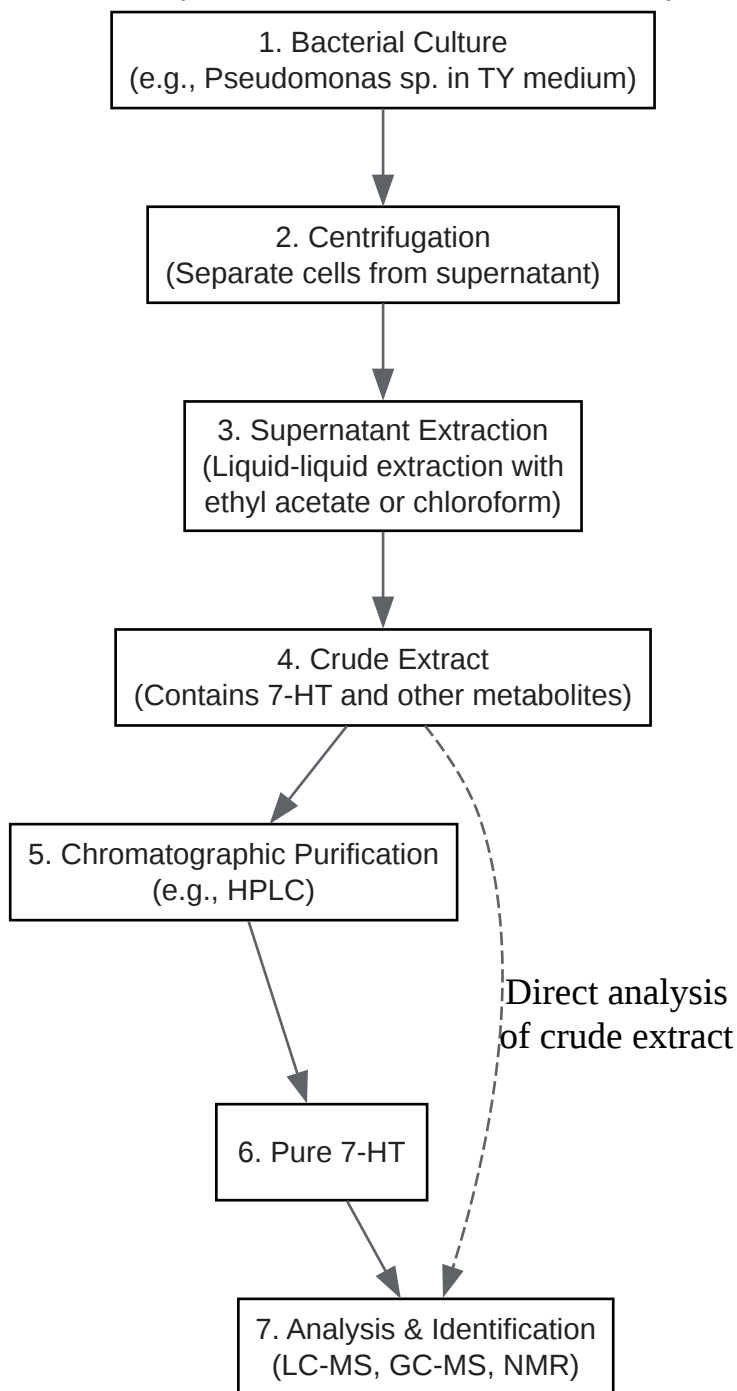 1. Bacterial Culture
(e.g., Pseudomonas sp. in TY medium)
2. Centrifugation
(Separate cells from supernatant)
3. Supernatant Extraction
(Liquid-liquid extraction with
ethyl acetate or chloroform)
4. Crude Extract
(Contains 7-HT and other metabolites)
5. Chromatographic Purification
(e.g., HPLC)
Direct analysis
of crude extract
6. Pure 7-HT
7. Analysis & Identification
(LC-MS, GC-MS, NMR)